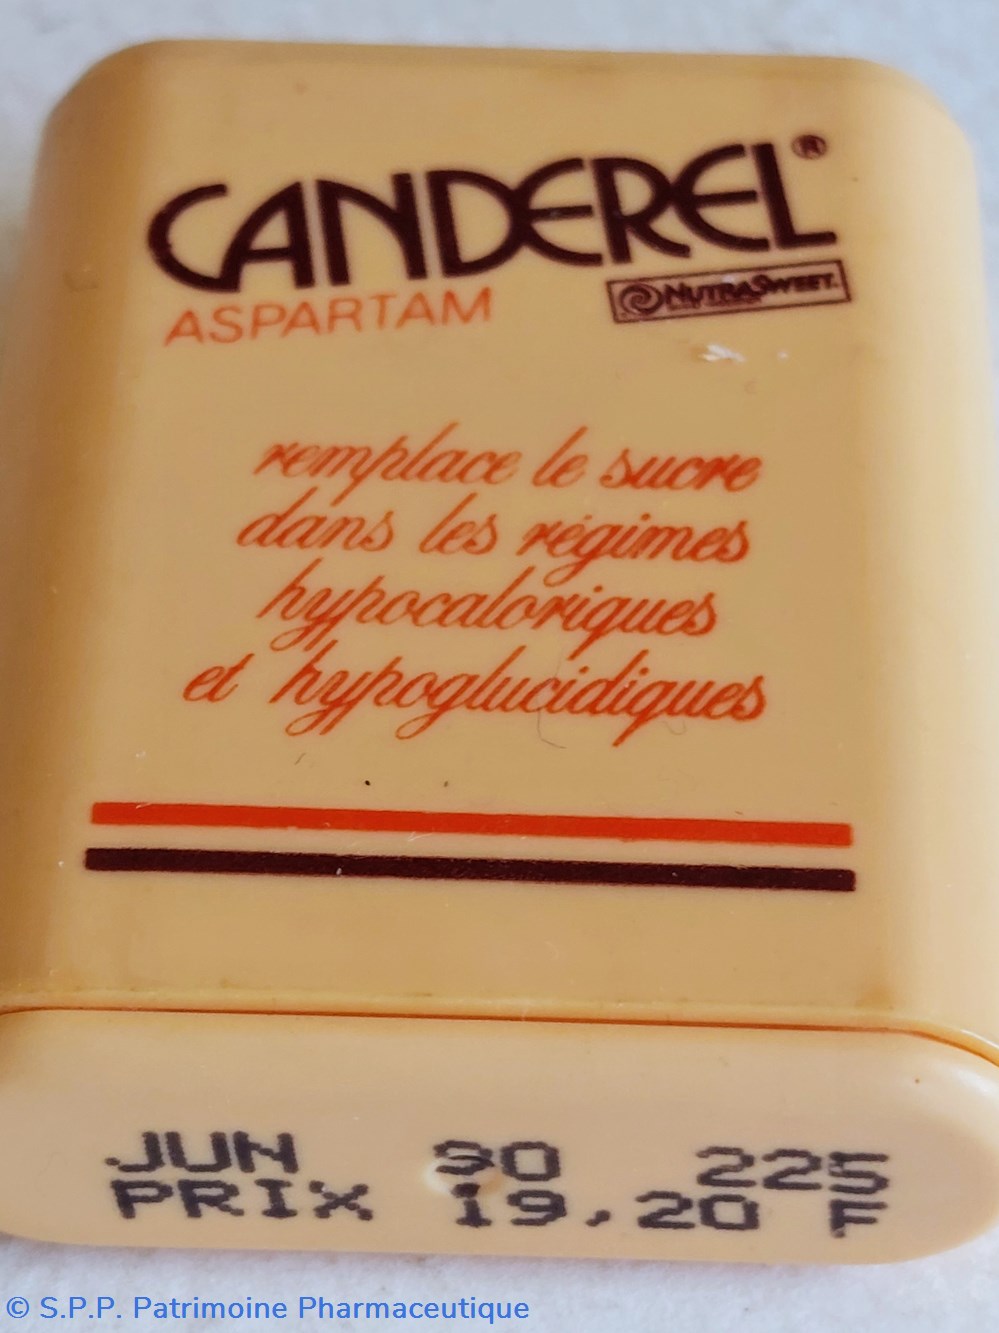 CANDEREL®
ASPARTAM
NUTRASWEET
remplace le sucre
dans les régimes
hypocaloriques
et hypoglucidiques
JUN 90 225
PRIX 19,20 F
© S.P.P. Patrimoine Pharmaceutique